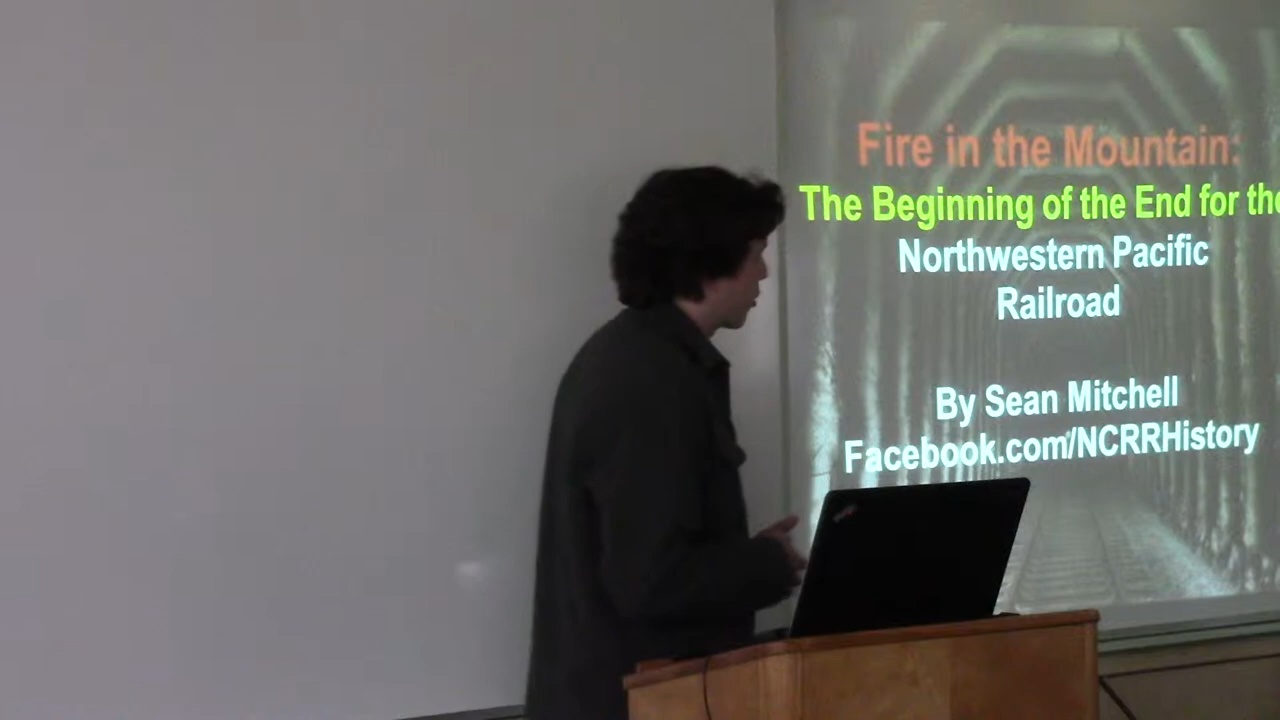 Fire in the Mountain:
The Beginning of the End for the
Northwestern Pacific
Railroad
By Sean Mitchell
Facebook.com/NCRRHistory